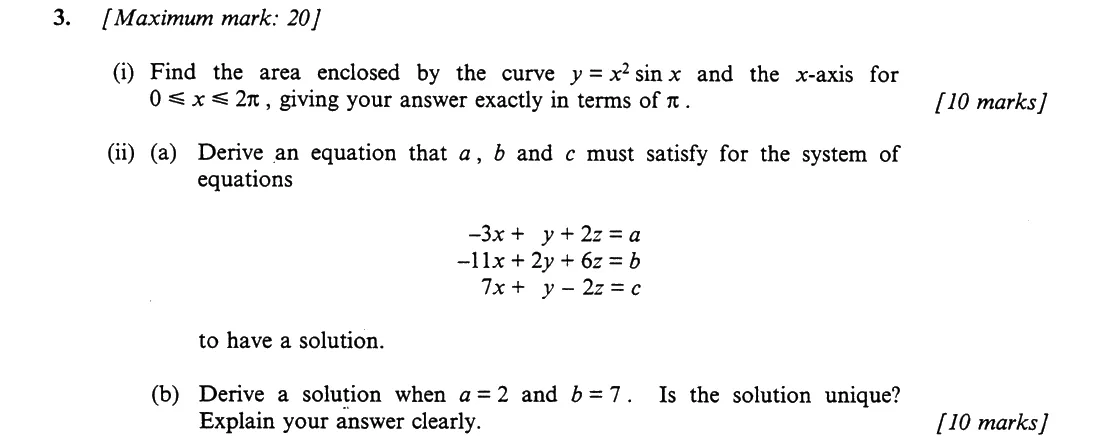 3. [Maximum mark: 20]
(i) Find the area enclosed by the curve y = x² sin x and the x-axis for
0 ⩽ x ⩽ 2π , giving your answer exactly in terms of π . [10 marks]
(ii) (a) Derive an equation that a , b and c must satisfy for the system of
equations
–3x + y + 2z = a
–11x + 2y + 6z = b
7x + y – 2z = c
to have a solution.
(b) Derive a solution when a = 2 and b = 7 . Is the solution unique?
Explain your answer clearly. [10 marks]